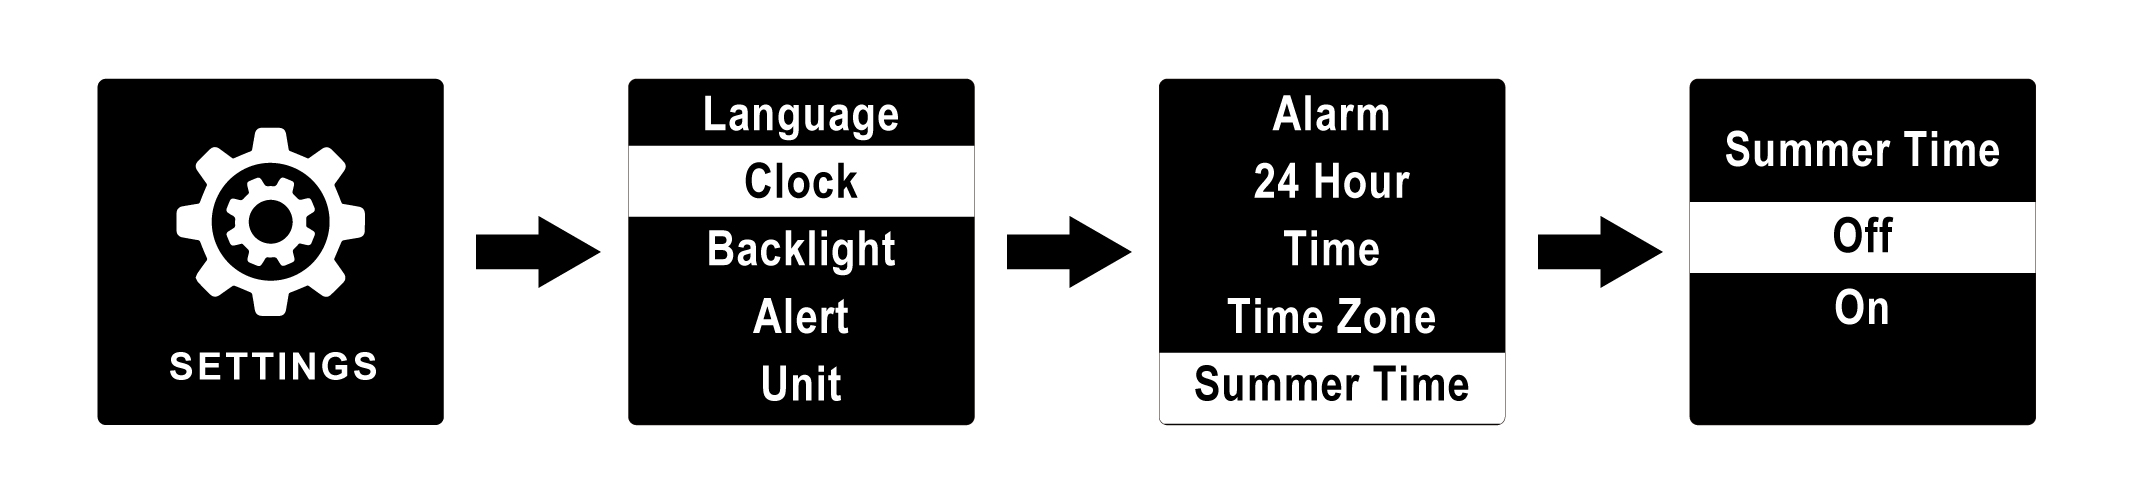 SETTINGS
Language
Clock
Backlight
Alert
Unit
Alarm
24 Hour
Time
Time Zone
Summer Time
Summer Time
Off
On